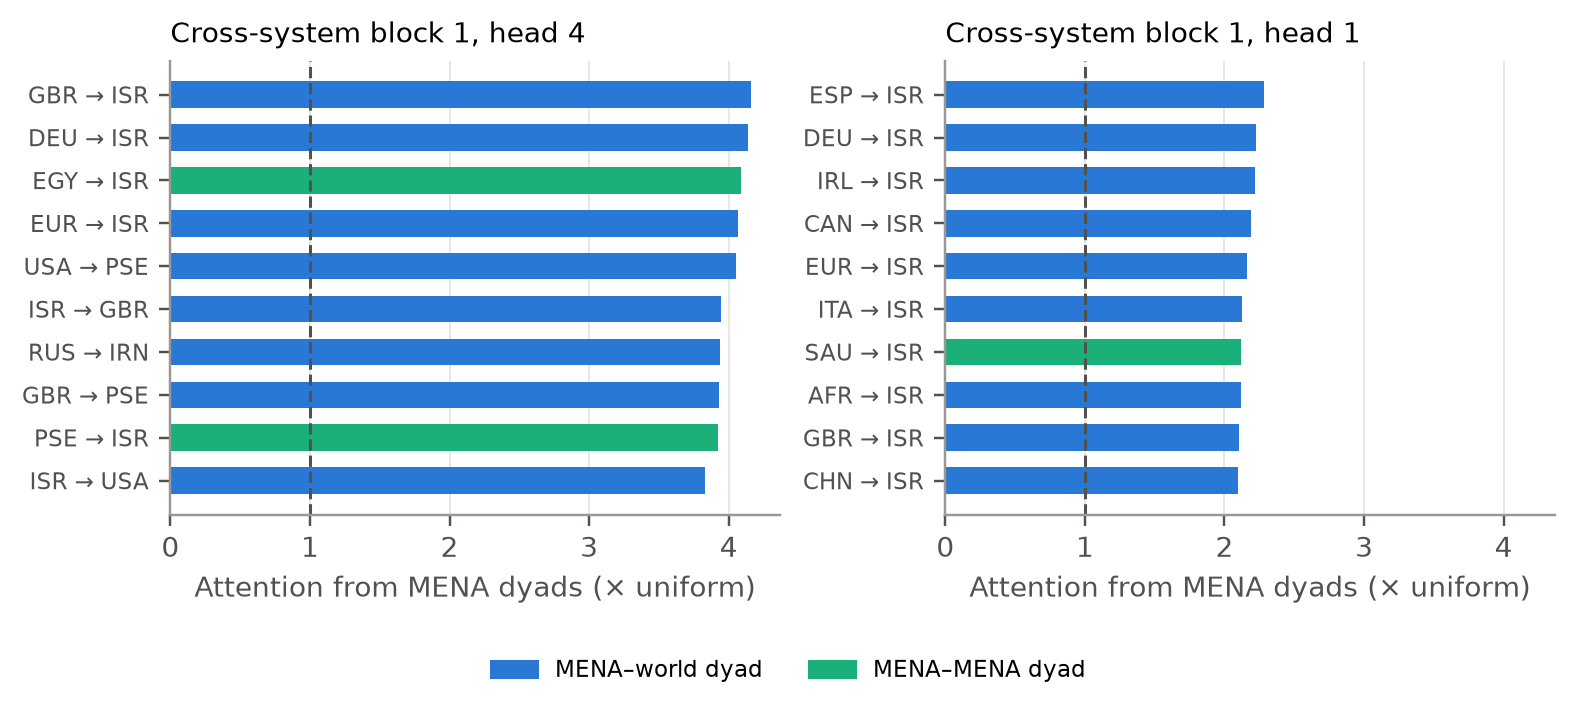 Cross-system block 1, head 4
GBR → ISR
DEU → ISR
EGY → ISR
EUR → ISR
USA → PSE
ISR → GBR
RUS → IRN
GBR → PSE
PSE → ISR
ISR → USA
0 1 2 3 4
Attention from MENA dyads (× uniform)
Cross-system block 1, head 1
ESP → ISR
DEU → ISR
IRL → ISR
CAN → ISR
EUR → ISR
ITA → ISR
SAU → ISR
AFR → ISR
GBR → ISR
CHN → ISR
0 1 2 3 4
Attention from MENA dyads (× uniform)
MENA–world dyad
MENA–MENA dyad